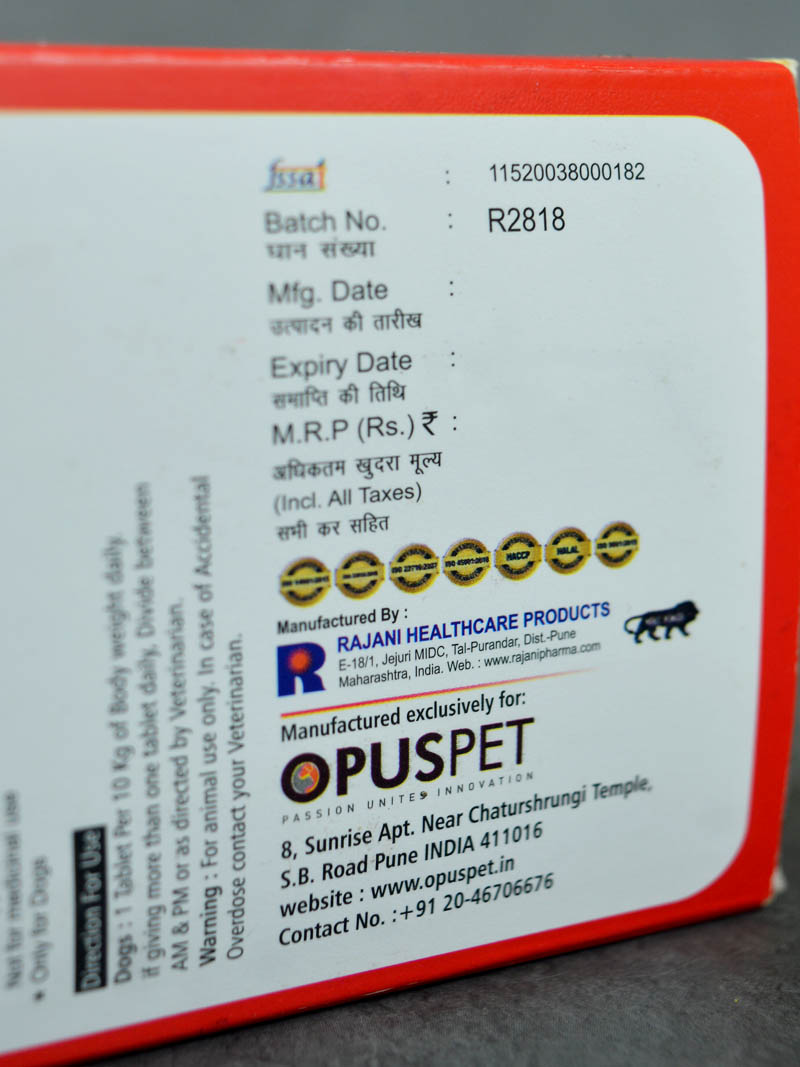 fssai : 11520038000182
Batch No. : R2818
घान संख्या
Mfg. Date :
उत्पादन की तारीख
Expiry Date :
समाप्ति की तिथि
M.R.P (Rs.) ₹ :
अधिकतम खुदरा मूल्य
(Incl. All Taxes)
सभी कर सहित
HACCP
HALAL
Manufactured By :
RAJANI HEALTHCARE PRODUCTS
E-18/1, Jejuri MIDC, Tal-Purandar, Dist.-Pune
Maharashtra, India. Web. : www.rajanipharma.com
Manufactured exclusively for:
OPUSPET
PASSION UNITES INNOVATION
8, Sunrise Apt. Near Chaturshrungi Temple,
S.B. Road Pune INDIA 411016
website : www.opuspet.in
Contact No. :+91 20-46706676
Not for medicinal use
• Only for Dogs
Direction For Use
Dogs : 1 Tablet Per 10 Kg of Body weight daily.
if giving more than one tablet daily, Divide between
AM & PM or as directed by Veterinarian.
Warning : For animal use only. In case of Accidental
Overdose contact your Veterinarian.